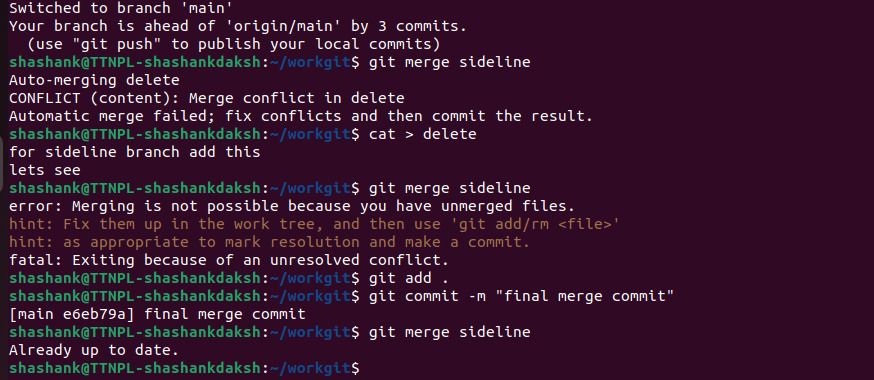 Switched to branch 'main'
Your branch is ahead of 'origin/main' by 3 commits.
  (use "git push" to publish your local commits)
shashank@TTNPL-shashankdaksh:~/workgit$ git merge sideline
Auto-merging delete
CONFLICT (content): Merge conflict in delete
Automatic merge failed; fix conflicts and then commit the result.
shashank@TTNPL-shashankdaksh:~/workgit$ cat > delete
for sideline branch add this
lets see
shashank@TTNPL-shashankdaksh:~/workgit$ git merge sideline
error: Merging is not possible because you have unmerged files.
hint: Fix them up in the work tree, and then use 'git add/rm <file>'
hint: as appropriate to mark resolution and make a commit.
fatal: Exiting because of an unresolved conflict.
shashank@TTNPL-shashankdaksh:~/workgit$ git add .
shashank@TTNPL-shashankdaksh:~/workgit$ git commit -m "final merge commit"
[main e6eb79a] final merge commit
shashank@TTNPL-shashankdaksh:~/workgit$ git merge sideline
Already up to date.
shashank@TTNPL-shashankdaksh:~/workgit$